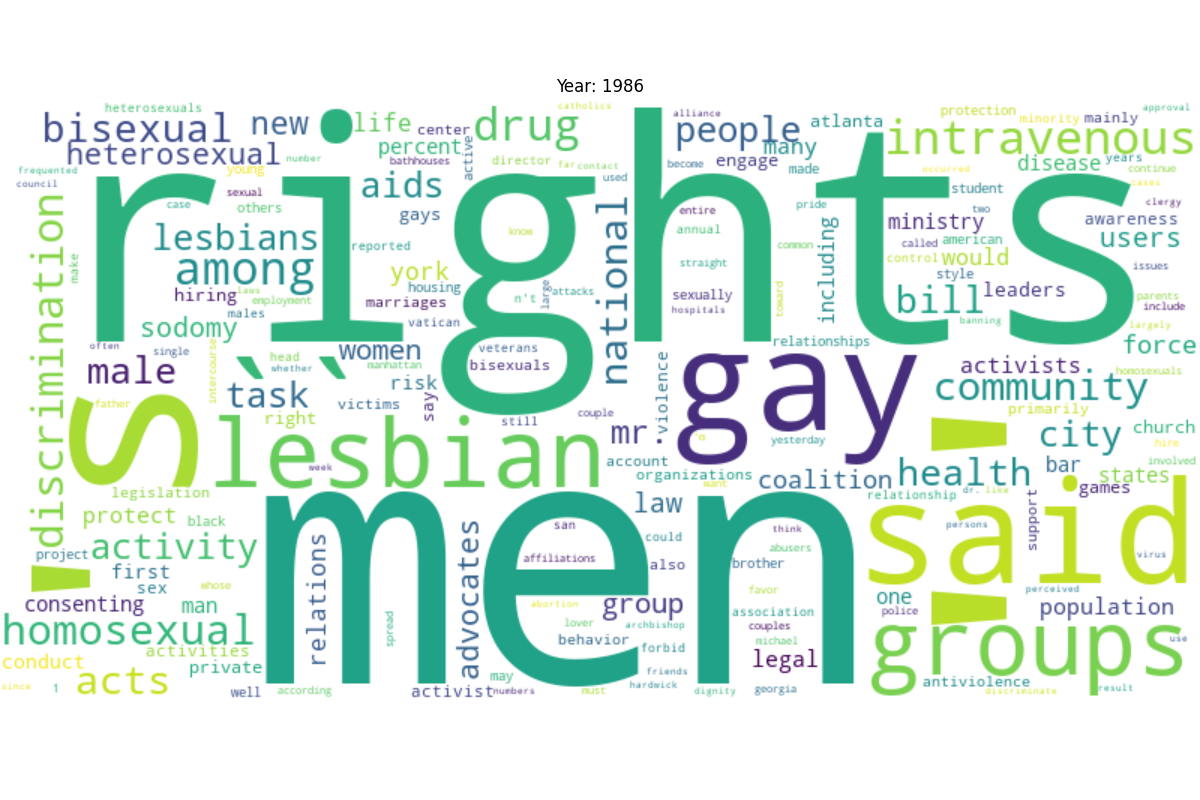 Year: 1986
heterosexuals
catholics
alliance
protection
approval
bisexual
new
life
center
drug
people
atlanta
minority
mainly
intravenous
heterosexual
number
percent
bathhouses
active
director
far
contact
become
engage
many
made
disease
years
continue
frequented
council
young
sexual
aids
used
rights
student
occurred
cases
clergy
discrimination
case
others
gays
know
national
entire
pride
two
ministry
awareness
lesbians
reported
annual
common
including
called
american
users
make
among
york
housing
straight
control
would
style
issues
hiring
laws
employment
marriages
n't
large
attacks
sexually
hospitals
toward
bill
leaders
parents
include
males
sodomy
vatican
banning
largely
often
single
intercourse
women
veterans
relationships
force
male
head
whether
manhattan
bisexuals
violence
gay
activists
homosexuals
task
``
risk
say
community
father
victims
right
still
couple
primarily
's
lesbian
mr.
'm
yesterday
''
city
church
hire
week
account
organizations
want
coalition
health
bar
states
involved
legislation
men
law
relationship
dr.
like
games
said
protect
black
relations
advocates
san
could
think
persons
support
project
activity
affiliations
also
abusers
brother
virus
first
sex
whose
favor
perceived
consenting
man
abortion
group
association
one
police
population
use
homosexual
activities
spread
lover
archbishop
couples
groups
behavior
forbid
michael
conduct
private
friends
legal
acts
may
hardwick
antiviolence
since
1
well
according
activist
numbers
must
dignity
georgia
discriminate
result